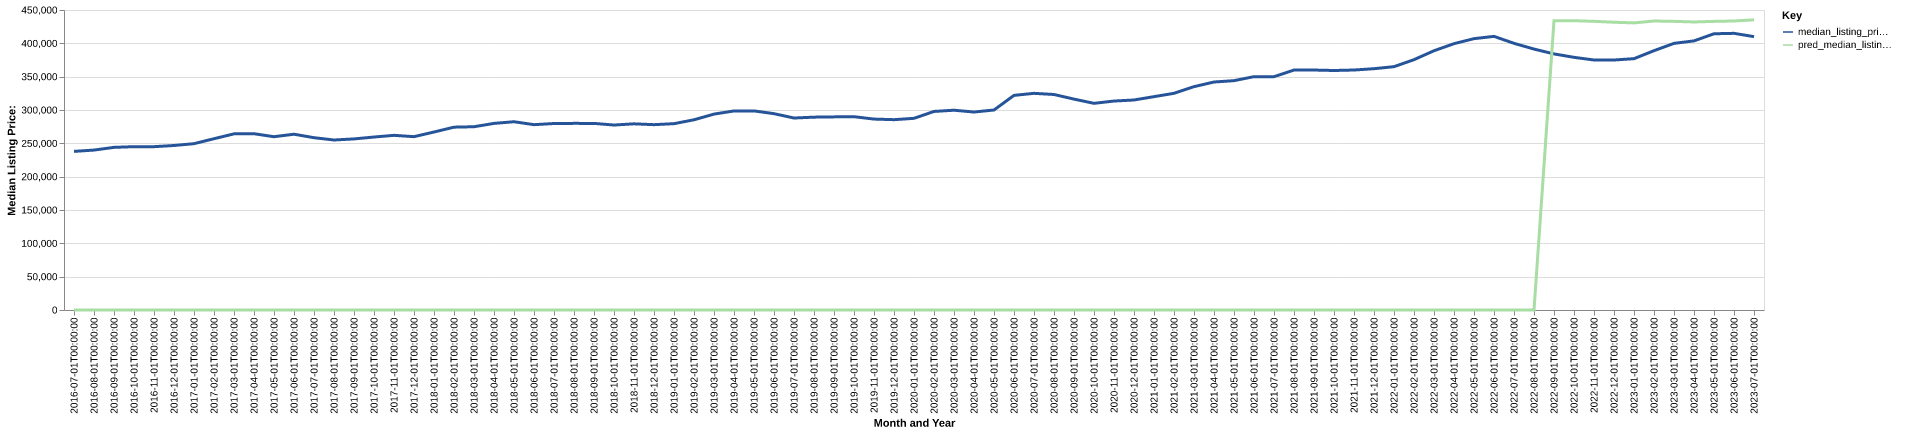 450,000
400,000
350,000
300,000
250,000
200,000
150,000
100,000
50,000
0
Median Listing Price:
2016-07-01T00:00:00
2016-08-01T00:00:00
2016-09-01T00:00:00
2016-10-01T00:00:00
2016-11-01T00:00:00
2016-12-01T00:00:00
2017-01-01T00:00:00
2017-02-01T00:00:00
2017-03-01T00:00:00
2017-04-01T00:00:00
2017-05-01T00:00:00
2017-06-01T00:00:00
2017-07-01T00:00:00
2017-08-01T00:00:00
2017-09-01T00:00:00
2017-10-01T00:00:00
2017-11-01T00:00:00
2017-12-01T00:00:00
2018-01-01T00:00:00
2018-02-01T00:00:00
2018-03-01T00:00:00
2018-04-01T00:00:00
2018-05-01T00:00:00
2018-06-01T00:00:00
2018-07-01T00:00:00
2018-08-01T00:00:00
2018-09-01T00:00:00
2018-10-01T00:00:00
2018-11-01T00:00:00
2018-12-01T00:00:00
2019-01-01T00:00:00
2019-02-01T00:00:00
2019-03-01T00:00:00
2019-04-01T00:00:00
2019-05-01T00:00:00
2019-06-01T00:00:00
2019-07-01T00:00:00
2019-08-01T00:00:00
2019-09-01T00:00:00
2019-10-01T00:00:00
2019-11-01T00:00:00
2019-12-01T00:00:00
2020-01-01T00:00:00
2020-02-01T00:00:00
2020-03-01T00:00:00
2020-04-01T00:00:00
2020-05-01T00:00:00
2020-06-01T00:00:00
2020-07-01T00:00:00
2020-08-01T00:00:00
2020-09-01T00:00:00
2020-10-01T00:00:00
2020-11-01T00:00:00
2020-12-01T00:00:00
2021-01-01T00:00:00
2021-02-01T00:00:00
2021-03-01T00:00:00
2021-04-01T00:00:00
2021-05-01T00:00:00
2021-06-01T00:00:00
2021-07-01T00:00:00
2021-08-01T00:00:00
2021-09-01T00:00:00
2021-10-01T00:00:00
2021-11-01T00:00:00
2021-12-01T00:00:00
2022-01-01T00:00:00
2022-02-01T00:00:00
2022-03-01T00:00:00
2022-04-01T00:00:00
2022-05-01T00:00:00
2022-06-01T00:00:00
2022-07-01T00:00:00
2022-08-01T00:00:00
2022-09-01T00:00:00
2022-10-01T00:00:00
2022-11-01T00:00:00
2022-12-01T00:00:00
2023-01-01T00:00:00
2023-02-01T00:00:00
2023-03-01T00:00:00
2023-04-01T00:00:00
2023-05-01T00:00:00
2023-06-01T00:00:00
2023-07-01T00:00:00
Month and Year
Key
median_listing_pri…
pred_median_listin…